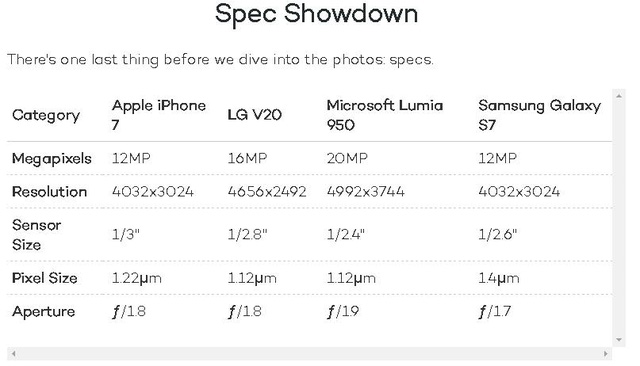 Spec Showdown
There's one last thing before we dive into the photos: specs.
Category Apple iPhone 7 LG V20 Microsoft Lumia 950 Samsung Galaxy S7
Megapixels 12MP 16MP 20MP 12MP
Resolution 4032x3024 4656x2492 4992x3744 4032x3024
Sensor Size 1/3" 1/2.8" 1/2.4" 1/2.6"
Pixel Size 1.22µm 1.12µm 1.12µm 1.4µm
Aperture ƒ/1.8 ƒ/1.8 ƒ/1.9 ƒ/1.7